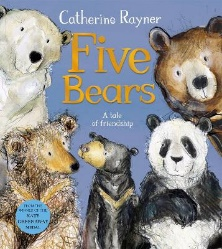 Catherine Rayner
Five
Bears
A tale
of friendship